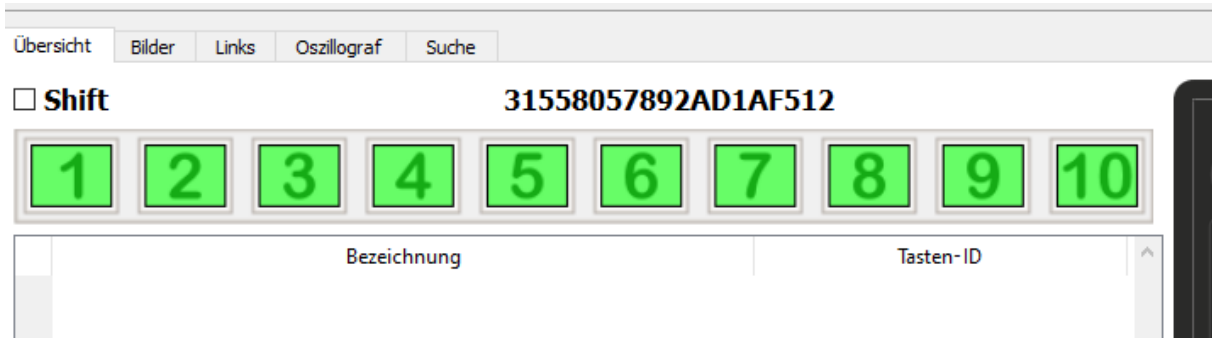 Übersicht Bilder Links Oszillograf Suche
Shift 31558057892AD1AF512
1 2 3 4 5 6 7 8 9 10
Bezeichnung Tasten-ID